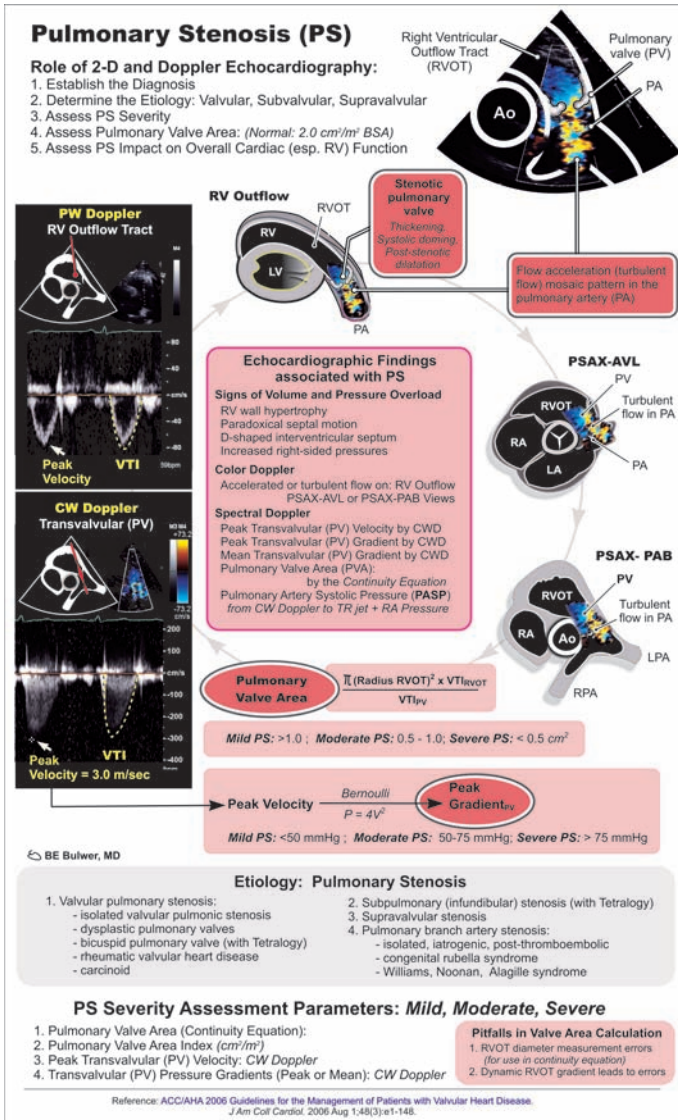 Pulmonary Stenosis (PS)
Role of 2-D and Doppler Echocardiography:
1. Establish the Diagnosis
2. Determine the Etiology: Valvular, Subvalvular, Supravalvular
3. Assess PS Severity
4. Assess Pulmonary Valve Area: (Normal: 2.0 cm²/m² BSA)
5. Assess PS Impact on Overall Cardiac (esp. RV) Function
Right Ventricular
Outflow Tract
(RVOT)
Pulmonary
valve (PV)
PA
Ao
RV Outflow
RVOT
RV
LV
PA
Stenotic
pulmonary
valve
Thickening,
Systolic doming,
Post-stenotic
dilatation
Flow acceleration (turbulent
flow) mosaic pattern in the
pulmonary artery (PA)
PW Doppler
RV Outflow Tract
M4
80
40
cm/s
-40
-80
Peak
Velocity
VTI
CW Doppler
Transvalvular (PV)
+73.2
-73.2
cm/s
200
100
cm/s
-100
-200
-300
-400
VTI
Peak
Velocity = 3.0 m/sec
Echocardiographic Findings
associated with PS
Signs of Volume and Pressure Overload
RV wall hypertrophy
Paradoxical septal motion
D-shaped interventricular septum
Increased right-sided pressures
Color Doppler
Accelerated or turbulent flow on: RV Outflow
PSAX-AVL or PSAX-PAB Views
Spectral Doppler
Peak Transvalvular (PV) Velocity by CWD
Peak Transvalvular (PV) Gradient by CWD
Mean Transvalvular (PV) Gradient by CWD
Pulmonary Valve Area (PVA):
by the Continuity Equation
Pulmonary Artery Systolic Pressure (PASP)
from CW Doppler to TR jet + RA Pressure
PSAX-AVL
PV
RVOT
Turbulent
flow in PA
RA
PA
LA
PSAX- PAB
PV
RVOT
Turbulent
flow in PA
RA
Ao
LPA
RPA
Pulmonary
Valve Area
π (Radius RVOT)² x VTIRVOT
VTIPV
Mild PS: >1.0 ; Moderate PS: 0.5 - 1.0; Severe PS: < 0.5 cm²
Peak Velocity
Bernoulli
P = 4V²
Peak
GradientPV
Mild PS: <50 mmHg ; Moderate PS: 50-75 mmHg; Severe PS: > 75 mmHg
BE Bulwer, MD
Etiology: Pulmonary Stenosis
1. Valvular pulmonary stenosis:
- isolated valvular pulmonic stenosis
- dysplastic pulmonary valves
- bicuspid pulmonary valve (with Tetralogy)
- rheumatic valvular heart disease
- carcinoid
2. Subpulmonary (infundibular) stenosis (with Tetralogy)
3. Supravalvular stenosis
4. Pulmonary branch artery stenosis:
- isolated, iatrogenic, post-thromboembolic
- congenital rubella syndrome
- Williams, Noonan, Alagille syndrome
PS Severity Assessment Parameters: Mild, Moderate, Severe
1. Pulmonary Valve Area (Continuity Equation):
2. Pulmonary Valve Area Index (cm²/m²)
3. Peak Transvalvular (PV) Velocity: CW Doppler
4. Transvalvular (PV) Pressure Gradients (Peak or Mean): CW Doppler
Pitfalls in Valve Area Calculation
1. RVOT diameter measurement errors
(for use in continuity equation)
2. Dynamic RVOT gradient leads to errors
Reference: ACC/AHA 2006 Guidelines for the Management of Patients with Valvular Heart Disease.
J Am Coll Cardiol. 2006 Aug 1;48(3):e1-148.